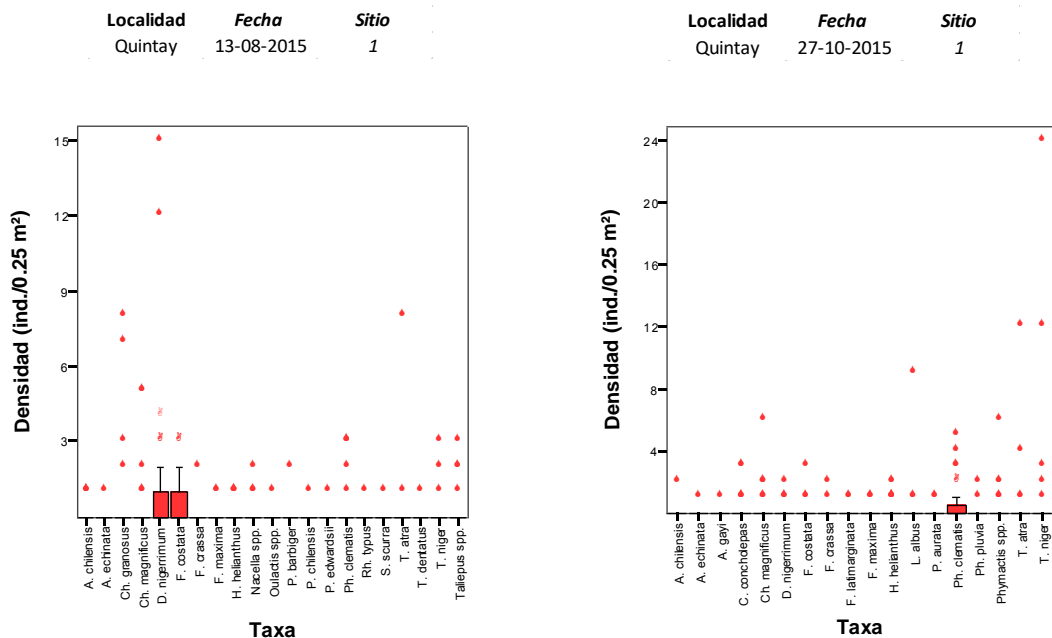 Localidad Fecha Sitio
Quintay 13-08-2015 1
Densidad (ind./0.25 m²)
15
12
9
6
3
A. chilensis
A. echinata
Ch. granosus
Ch. magnificus
D. nigerrimum
F. costata
F. crassa
F. maxima
H. helianthus
Nacella spp.
Oulactis spp.
P. barbiger
P. chilensis
P. edwardsii
Ph. clematis
Rh. typus
S. scurra
T. atra
T. dentatus
T. niger
Taliepus spp.
Taxa
Localidad Fecha Sitio
Quintay 27-10-2015 1
Densidad (ind./0.25 m²)
24
20
16
12
8
4
A. chilensis
A. echinata
A. gayi
C. concholepas
Ch. magnificus
D. nigerrimum
F. costata
F. crassa
F. latimarginata
F. maxima
H. helianthus
L. albus
P. aurata
Ph. clematis
Ph. pluvia
Phymactis spp.
T. atra
T. niger
Taxa